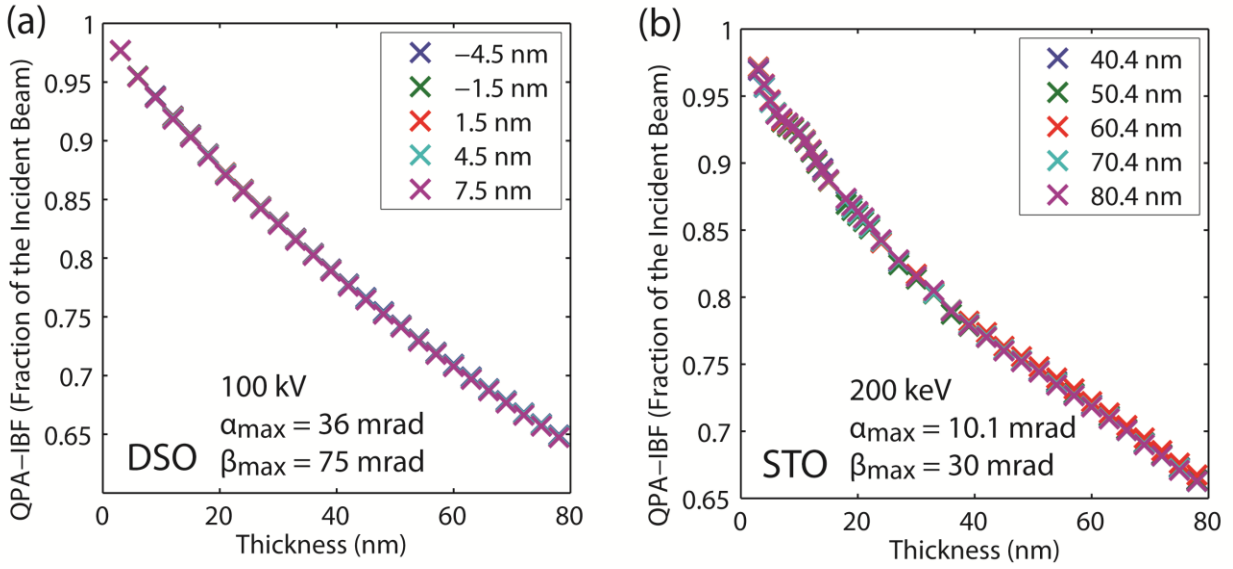 (a)
QPA–IBF (Fraction of the Incident Beam)
1
0.95
0.9
0.85
0.8
0.75
0.7
0.65
−4.5 nm
−1.5 nm
1.5 nm
4.5 nm
7.5 nm
100 kV
αmax = 36 mrad
βmax = 75 mrad
DSO
0 20 40 60 80
Thickness (nm)
(b)
QPA–IBF (Fraction of the Incident Beam)
1
0.95
0.9
0.85
0.8
0.75
0.7
0.65
40.4 nm
50.4 nm
60.4 nm
70.4 nm
80.4 nm
200 keV
αmax = 10.1 mrad
βmax = 30 mrad
STO
0 20 40 60 80
Thickness (nm)